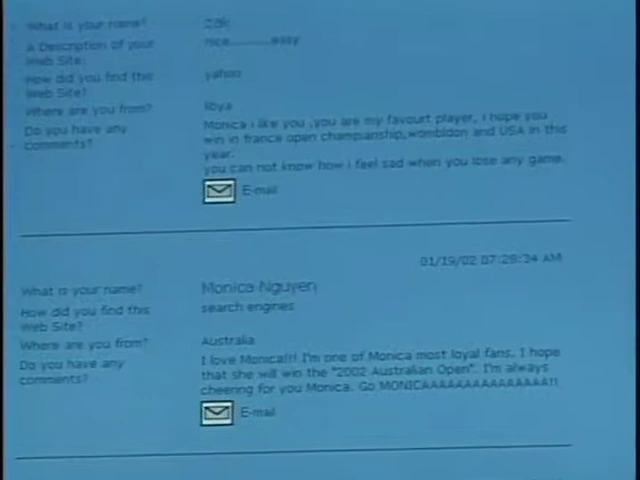 What is your name? Zak
A Description of your nice...........easy
Web Site:
How did you find this yahoo
Web Site?
Where are you from? libya
Do you have any Monica i like you ,you are my favourt player, i hope you
comments? win in france open champianship,wombldon and USA in this
year.
you can not know how i feel sad when you lose any game.
E-mail
01/19/02 07:28:34 AM
What is your name? Monica Nguyen
How did you find this search engines
Web Site?
Where are you from? Australia
Do you have any I love Monica!!! I'm one of Monica most loyal fans. I hope
comments? that she will win the "2002 Australian Open". I'm always
cheering for you Monica. Go MONICAAAAAAAAAAAAAAAA!!
E-mail